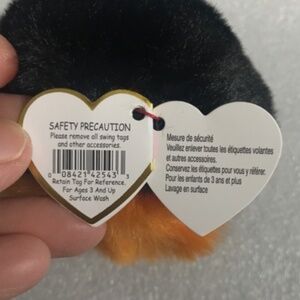 SAFETY PRECAUTION
Please remove all swing tags
and other accessories.
0 08421 42543 3
Retain Tag For Reference.
For Ages 3 And Up
Surface Wash
Mesure de sécurité
Veuillez enlever toutes les étiquettes volantes
et autres accessoires.
Conservez les étiquettes pour vous y référer.
Pour les enfants de 3 ans et plus
Lavage en surface